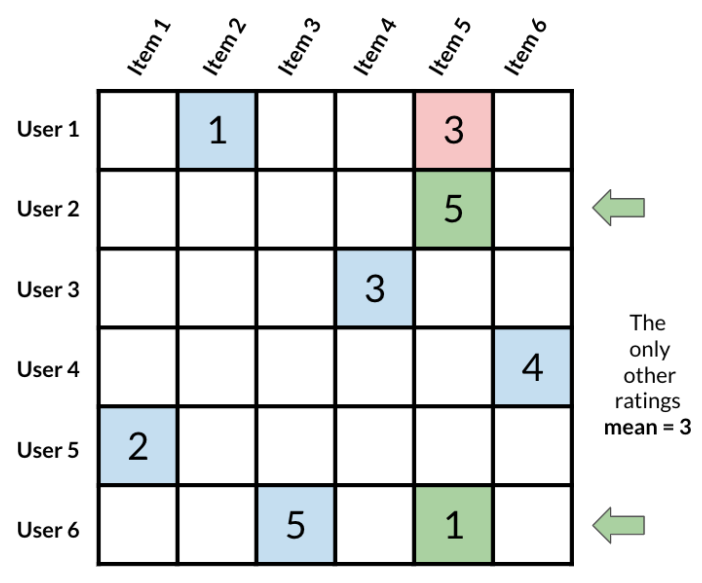 Item 1 Item 2 Item 3 Item 4 Item 5 Item 6
User 1 1 3
User 2 5
User 3 3
User 4 4
User 5 2
User 6 5 1
The
only
other
ratings
mean = 3